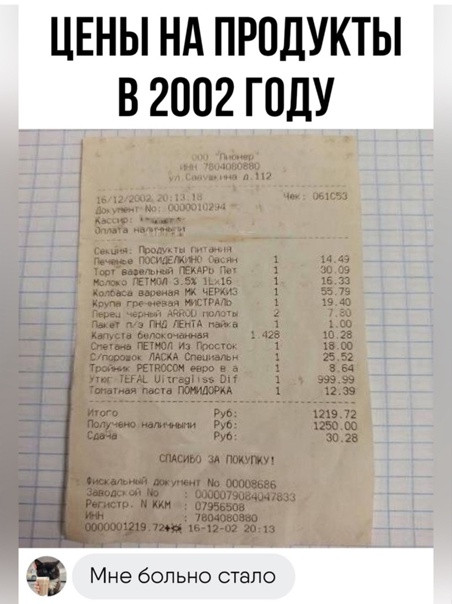 ЦЕНЫ НА ПРОДУКТЫ
В 2002 ГОДУ
ООО "Пионер"
ИНН 7804080880
ул.Савушкина д.112
16/12/2002 20:13:18 Чек: 061C53
Документ No: 0000010294
Кассир:
Оплата наличными
Секция: Продукты питания
Печенье ПОСИДЕЛКИНО Овсян 1 14.49
Торт вафельный ПЕКАРЬ Пет 1 30.09
Молоко ПЕТМОЛ 3.5% 1Lx16 1 16.33
Колбаса вареная МК ЧЕРКИЗ 1 55.79
Крупа гречневая МИСТРАЛЬ 1 19.40
Перец черный ARROD молоты 2 7.80
Пакет п/э ПНД ЛЕНТА майка 1 1.00
Капуста белокочанная 1.428 10.28
Сметана ПЕТМОЛ Из Просток 1 18.00
С/порошок ЛАСКА Специальн 1 25.52
Тройник PETROCOM евро в а 1 8.64
Утюг TEFAL Ultragliss Dif 1 999.99
Томатная паста ПОМИДОРКА 1 12.39
Итого Руб: 1219.72
Получено наличными Руб: 1250.00
Сдача Руб: 30.28
СПАСИБО ЗА ПОКУПКУ!
Фискальный документ No 00008686
Заводской No : 0000079084047833
Регистр. N ККМ : 07956508
ИНН : 7804080880
0000001219.72 16-12-02 20:13
Мне больно стало